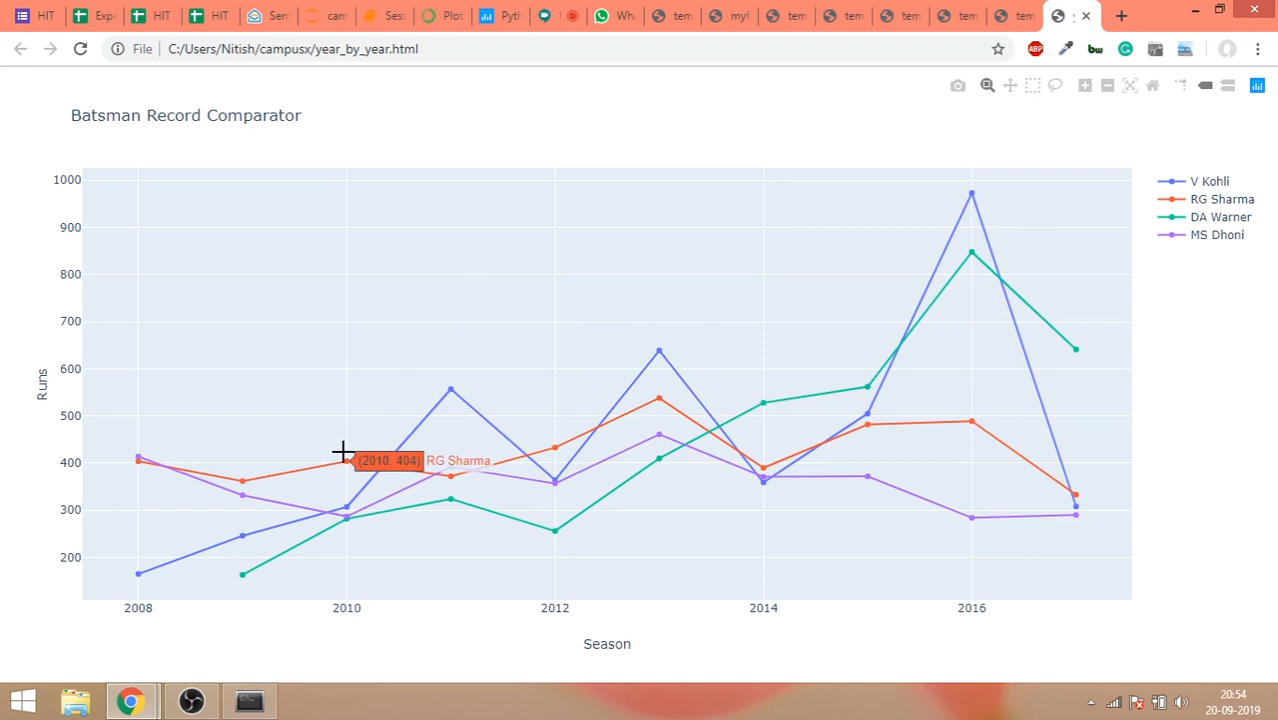 HIT Exp HIT HIT Sen cam Ses Plot Pyth Wha tem myf tem tem tem tem tem
File C:/Users/Nitish/campusx/year_by_year.html ABP bw
Batsman Record Comparator
1000
900
800
700
600
500
400
300
200
Runs
(2010, 404) RG Sharma
V Kohli
RG Sharma
DA Warner
MS Dhoni
2008 2010 2012 2014 2016
Season
20:54
20-09-2019